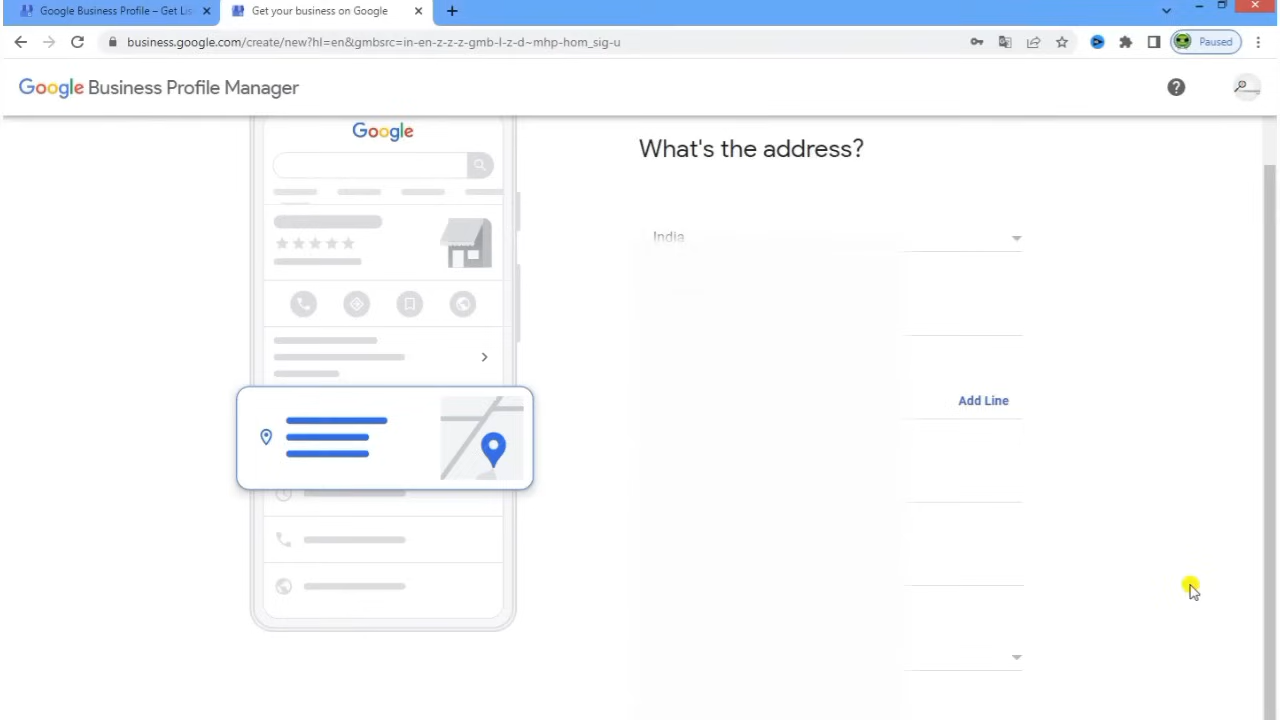 Google Business Profile – Get Lis
Get your business on Google
business.google.com/create/new?hl=en&gmbsrc=in-en-z-z-z-gmb-l-z-d~mhp-hom_sig-u
Paused
Google Business Profile Manager
Google
What's the address?
India
Add Line